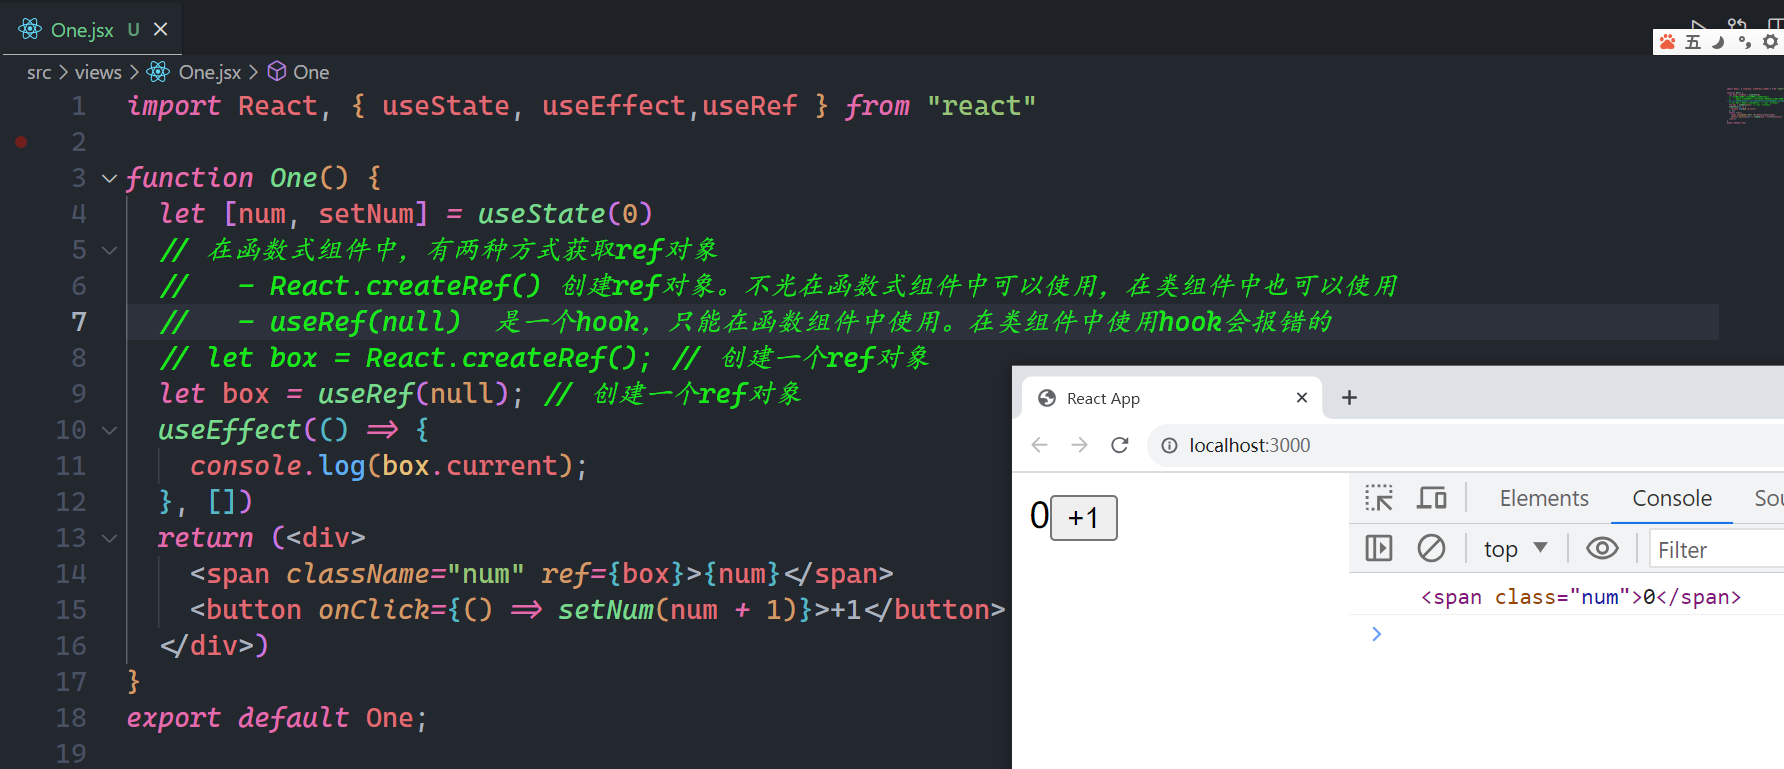 One.jsx U
五
src > views > One.jsx > One
1 import React, { useState, useEffect,useRef } from "react"
2
3 function One() {
4 let [num, setNum] = useState(0)
5 // 在函数式组件中，有两种方式获取ref对象
6 // - React.createRef() 创建ref对象。不光在函数式组件中可以使用，在类组件中也可以使用
7 // - useRef(null) 是一个hook，只能在函数组件中使用。在类组件中使用hook会报错的
8 // let box = React.createRef(); // 创建一个ref对象
9 let box = useRef(null); // 创建一个ref对象
10 useEffect(() => {
11 console.log(box.current);
12 }, [])
13 return (<div>
14 <span className="num" ref={box}>{num}</span>
15 <button onClick={() => setNum(num + 1)}>+1</button>
16 </div>)
17 }
18 export default One;
19
React App
localhost:3000
0 +1
Elements Console Sou
top Filter
<span class="num">0</span>